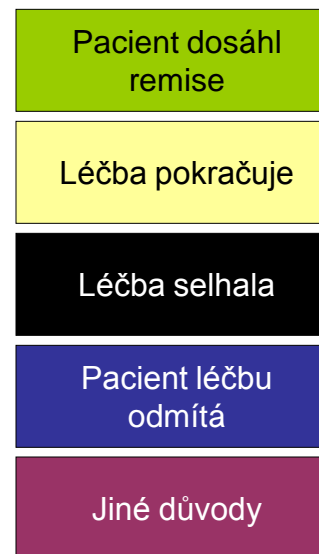 Pacient dosáhl
remise
Léčba pokračuje
Léčba selhala
Pacient léčbu
odmítá
Jiné důvody